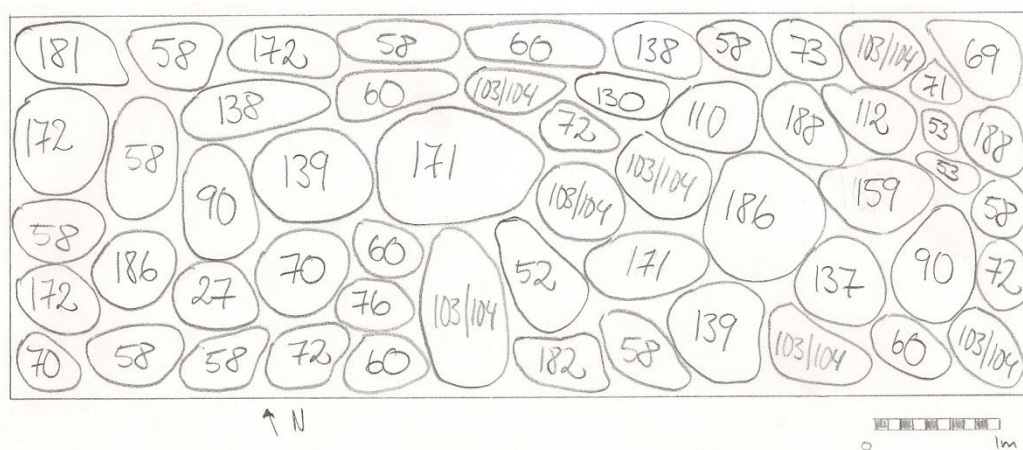 181 58 172 58 60 138 58 73 103/104 69
172 58 138 60 103/104 130 110 188 112 71
90 139 171 72 103/104 103/104 186 159 53 188
53 58
58 186 70 60 52 171 137 90 72
172 27 76 103/104 139
70 58 58 72 60 182 58 103/104 60 103/104
↑ N
0 1m